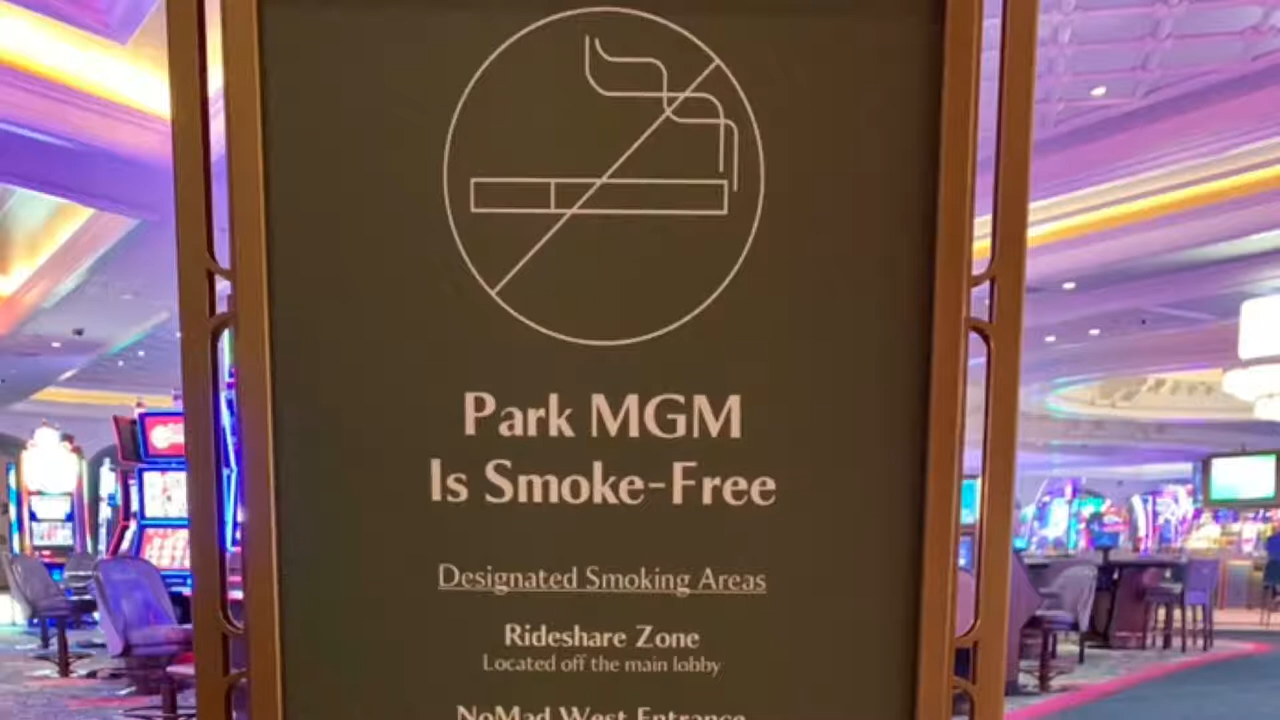 Park MGM
Is Smoke-Free
Designated Smoking Areas
Rideshare Zone
Located off the main lobby
NoMad West Entrance